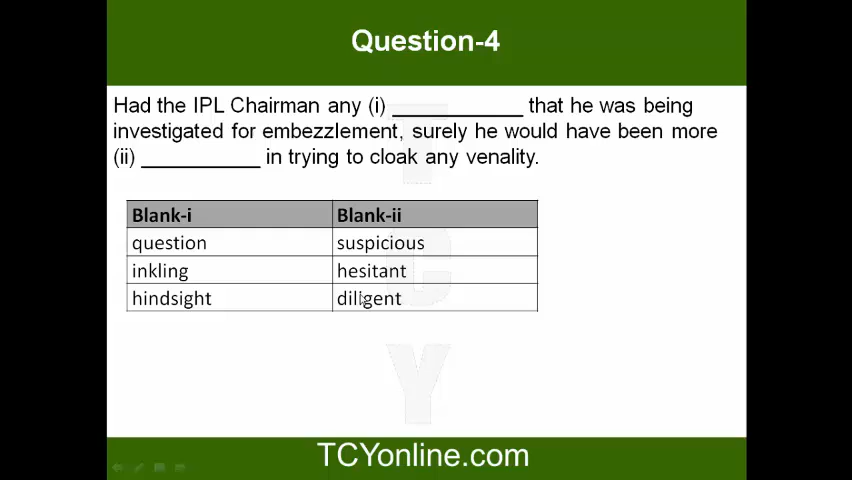 Question-4
Had the IPL Chairman any (i) ____________ that he was being
investigated for embezzlement, surely he would have been more
(ii) ___________ in trying to cloak any venality.
Blank-i Blank-ii
question suspicious
inkling hesitant
hindsight diligent
T
C
Y
TCYonline.com